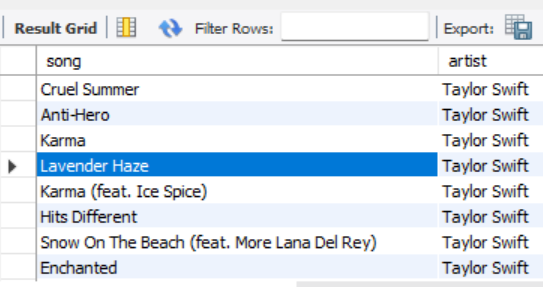 Result Grid Filter Rows: Export:
song artist
Cruel Summer Taylor Swift
Anti-Hero Taylor Swift
Karma Taylor Swift
Lavender Haze Taylor Swift
Karma (feat. Ice Spice) Taylor Swift
Hits Different Taylor Swift
Snow On The Beach (feat. More Lana Del Rey) Taylor Swift
Enchanted Taylor Swift